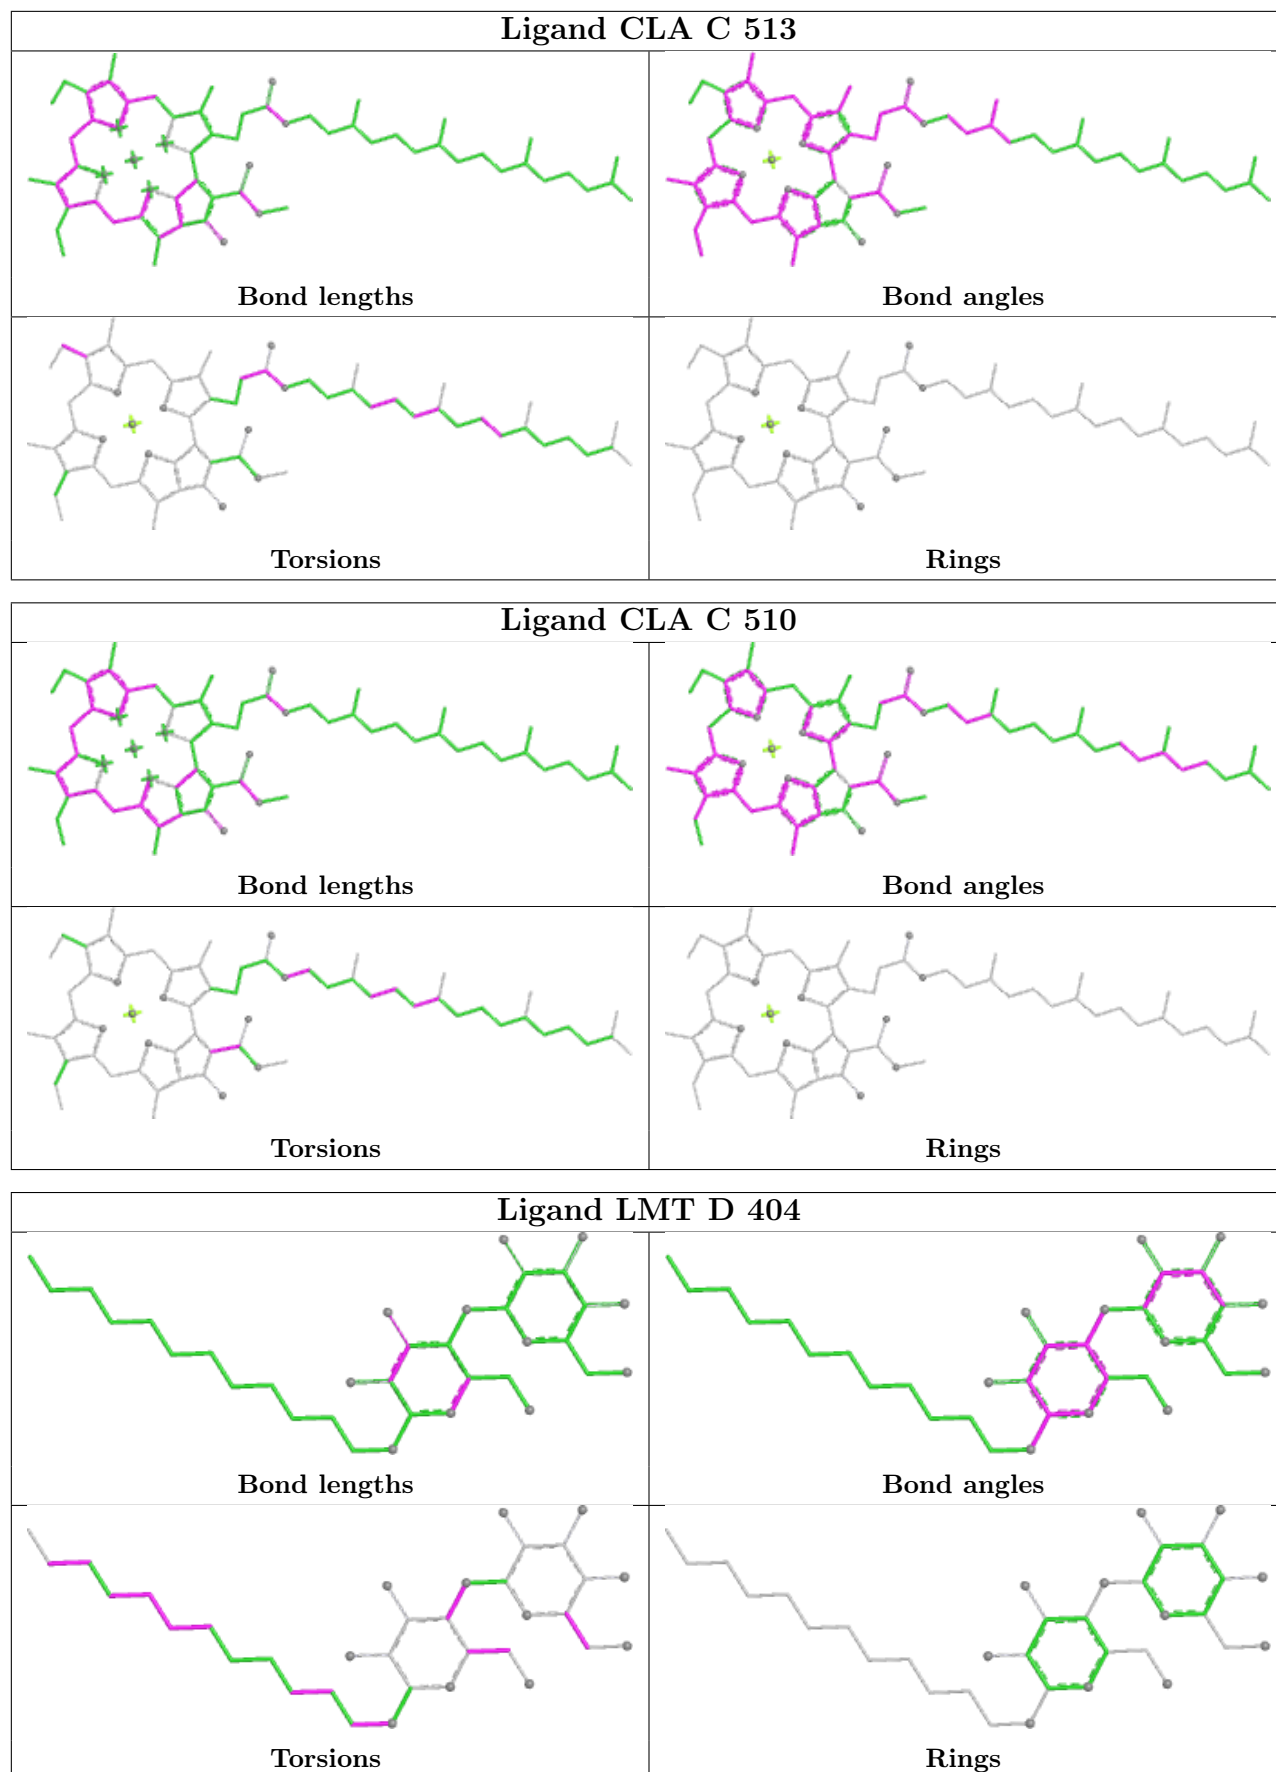 Ligand CLA C 513
Bond lengths
Bond angles
Torsions
Rings
Ligand CLA C 510
Bond lengths
Bond angles
Torsions
Rings
Ligand LMT D 404
Bond lengths
Bond angles
Torsions
Rings